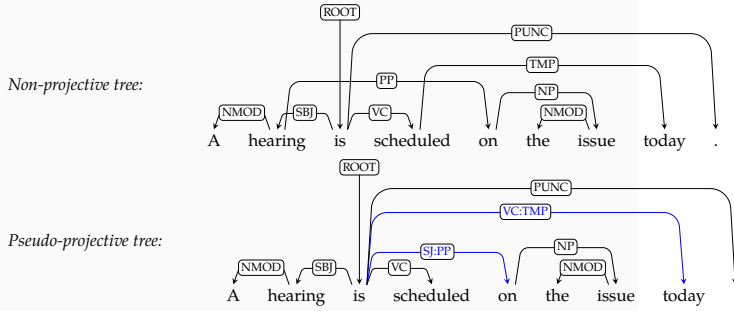 ROOT
PUNC
TMP
Non-projective tree:
PP
NP
NMOD SBJ VC NMOD
A hearing is scheduled on the issue today .
ROOT
PUNC
VC:TMP
Pseudo-projective tree:
SJ:PP NP
NMOD SBJ VC NMOD
A hearing is scheduled on the issue today